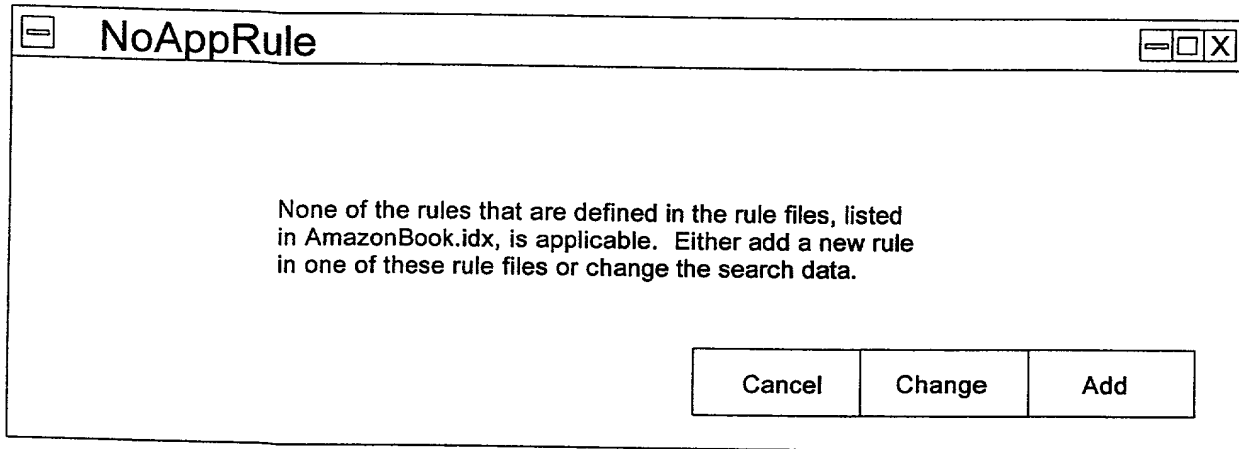 NoAppRule
None of the rules that are defined in the rule files, listed
in AmazonBook.idx, is applicable.  Either add a new rule
in one of these rule files or change the search data.
Cancel Change Add